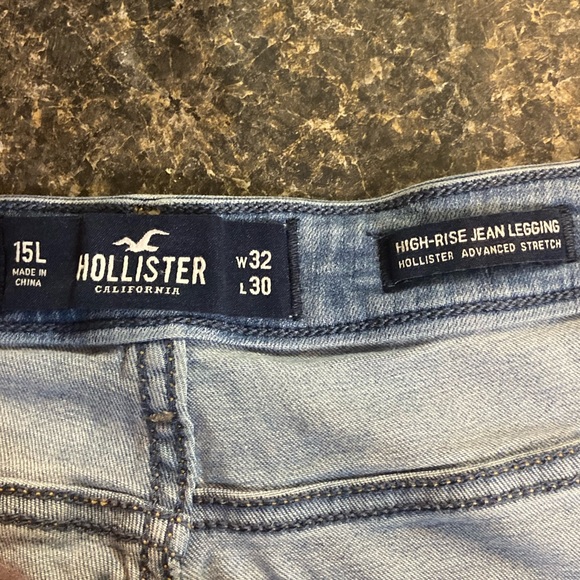 15L
MADE IN
CHINA
HOLLISTER
CALIFORNIA
W32
L30
HIGH-RISE JEAN LEGGING
HOLLISTER ADVANCED STRETCH